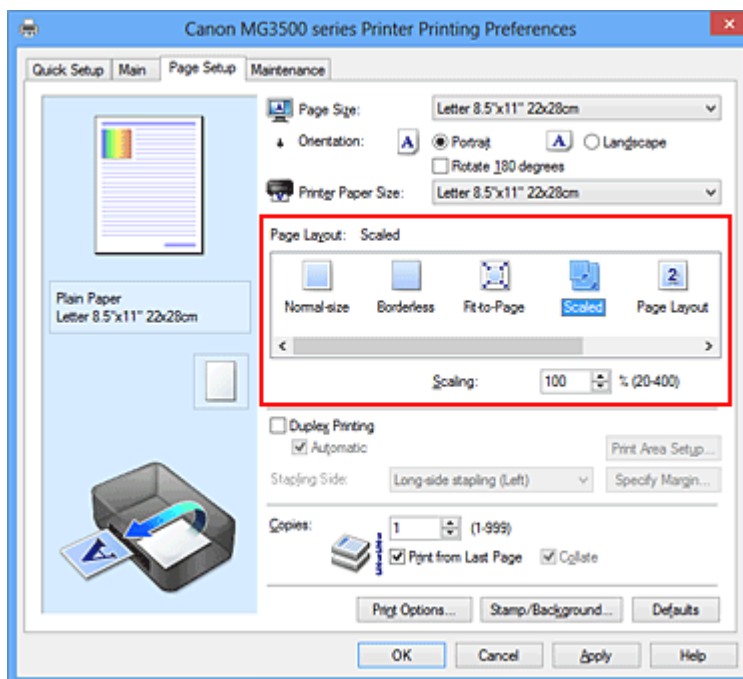 Canon MG3500 series Printer Printing Preferences
Quick Setup Main Page Setup Maintenance
Page Size: Letter 8.5"x11" 22x28cm
Orientation: A Portrait A Landscape
Rotate 180 degrees
Printer Paper Size: Letter 8.5"x11" 22x28cm
Page Layout: Scaled
Normal-size Borderless Fit-to-Page Scaled Page Layout
Scaling: 100 % (20-400)
Plain Paper
Letter 8.5"x11" 22x28cm
Duplex Printing
Automatic Print Area Setup...
Stapling Side: Long-side stapling (Left) Specify Margin...
Copies: 1 (1-999)
Print from Last Page Collate
Print Options... Stamp/Background... Defaults
OK Cancel Apply Help